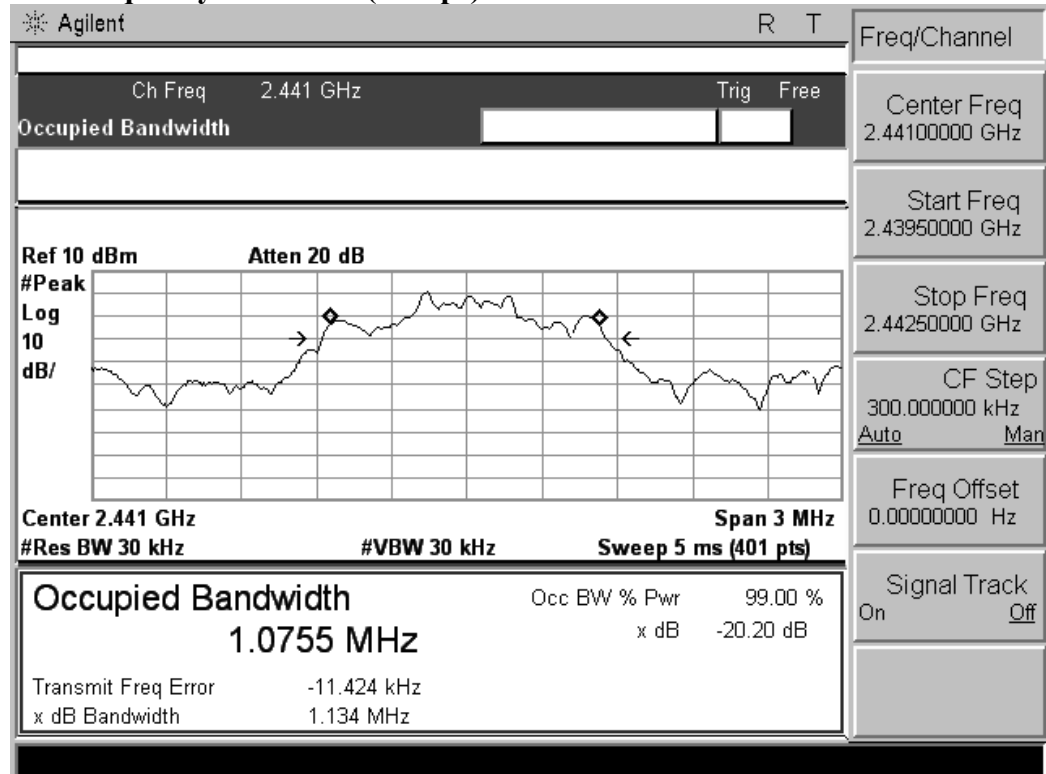 Agilent R T
Ch Freq 2.441 GHz Trig Free
Occupied Bandwidth
Ref 10 dBm Atten 20 dB
#Peak
Log
10
dB/
Center 2.441 GHz Span 3 MHz
#Res BW 30 kHz #VBW 30 kHz Sweep 5 ms (401 pts)
Occupied Bandwidth Occ BW % Pwr 99.00 %
1.0755 MHz x dB -20.20 dB
Transmit Freq Error -11.424 kHz
x dB Bandwidth 1.134 MHz
Freq/Channel
Center Freq
2.44100000 GHz
Start Freq
2.43950000 GHz
Stop Freq
2.44250000 GHz
CF Step
300.000000 kHz
Auto Man
Freq Offset
0.00000000 Hz
Signal Track
On Off